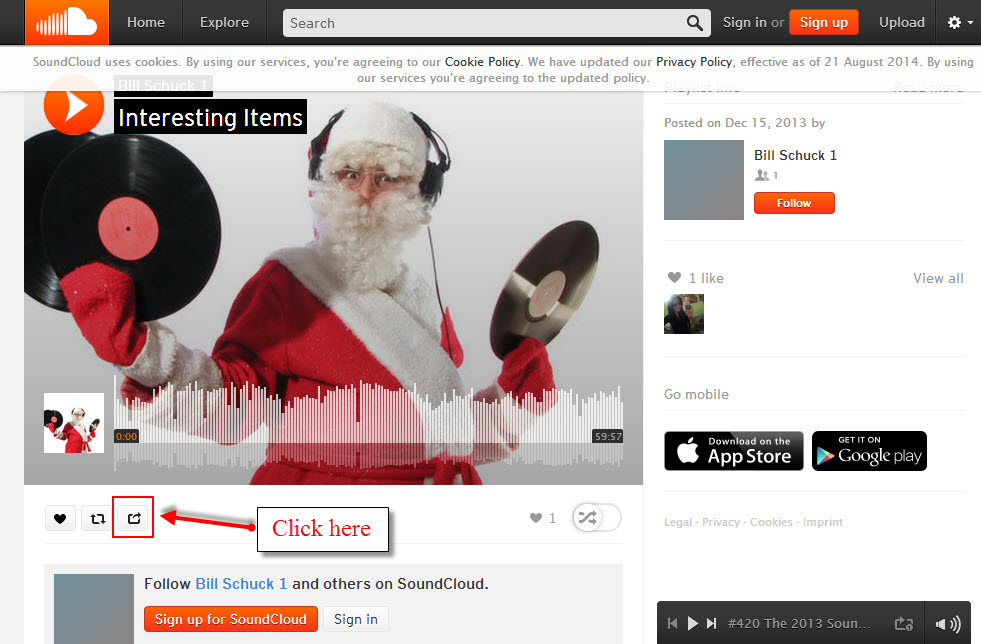 Home
Explore
Search
Sign in or Sign up
Upload
SoundCloud uses cookies. By using our services, you're agreeing to our Cookie Policy. We have updated our Privacy Policy, effective as of 21 August 2014. By using
our services you're agreeing to the updated policy.
Bill Schuck 1
Interesting Items
0:00
59:57
Click here
1
Follow Bill Schuck 1 and others on SoundCloud.
Sign up for SoundCloud
Sign in
Playlist info
Read more
Posted on Dec 15, 2013 by
Bill Schuck 1
1
Follow
1 like
View all
Go mobile
Download on the
App Store
GET IT ON
Google play
Legal - Privacy - Cookies - Imprint
#420 The 2013 Soun...